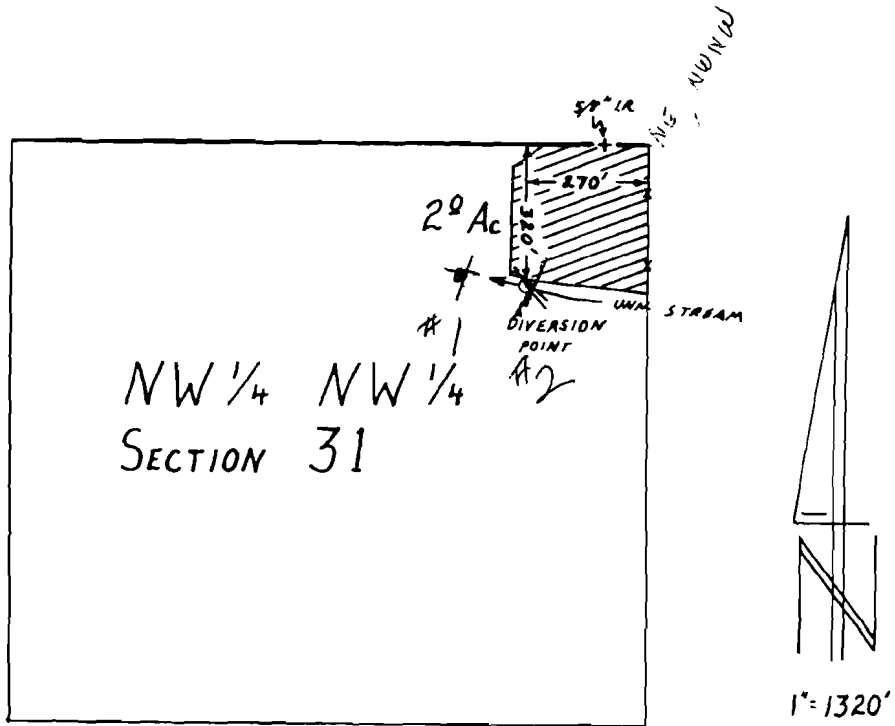 NE NWNW
5/8" IR
270'
320'
2.0 Ac
UNN. STREAM
DIVERSION
POINT
#1
#2
NW 1/4 NW 1/4
SECTION 31
N
1"=1320'